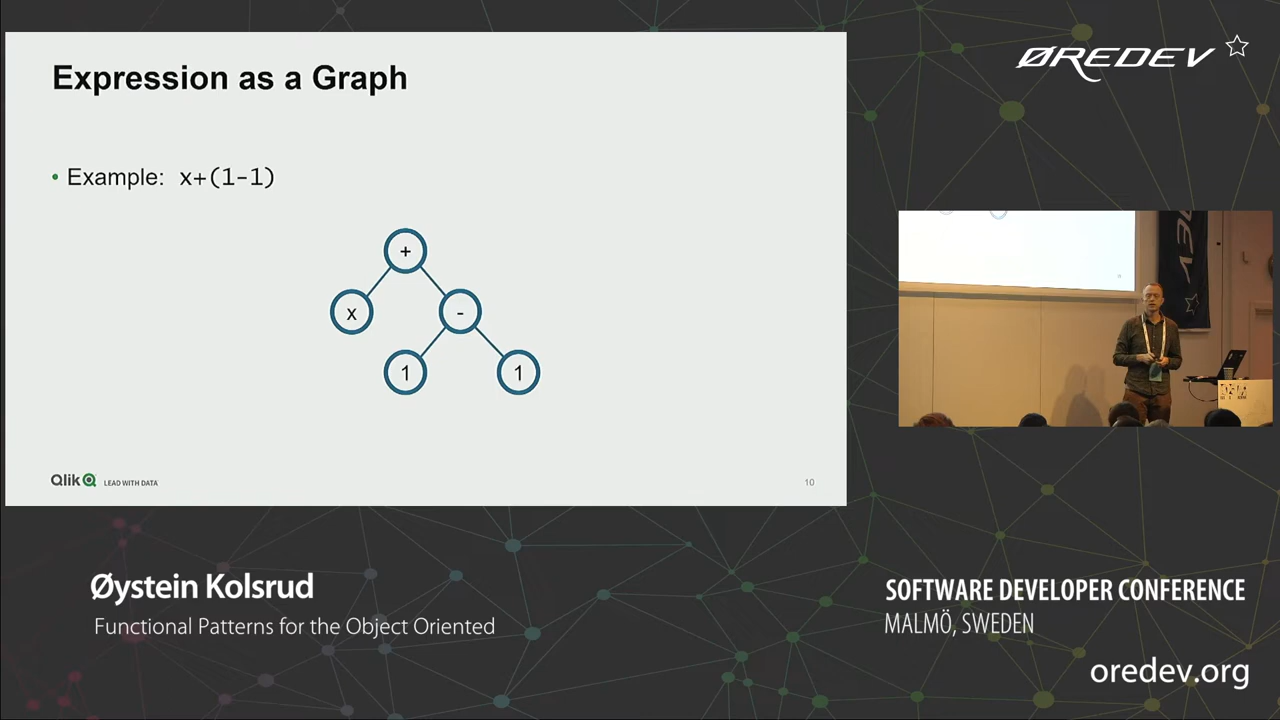 Expression as a Graph
• Example: x+(1-1)
+
x
-
1
1
Qlik LEAD WITH DATA
10
ØREDEV
Øystein Kolsrud
Functional Patterns for the Object Oriented
SOFTWARE DEVELOPER CONFERENCE
MALMÖ, SWEDEN
oredev.org